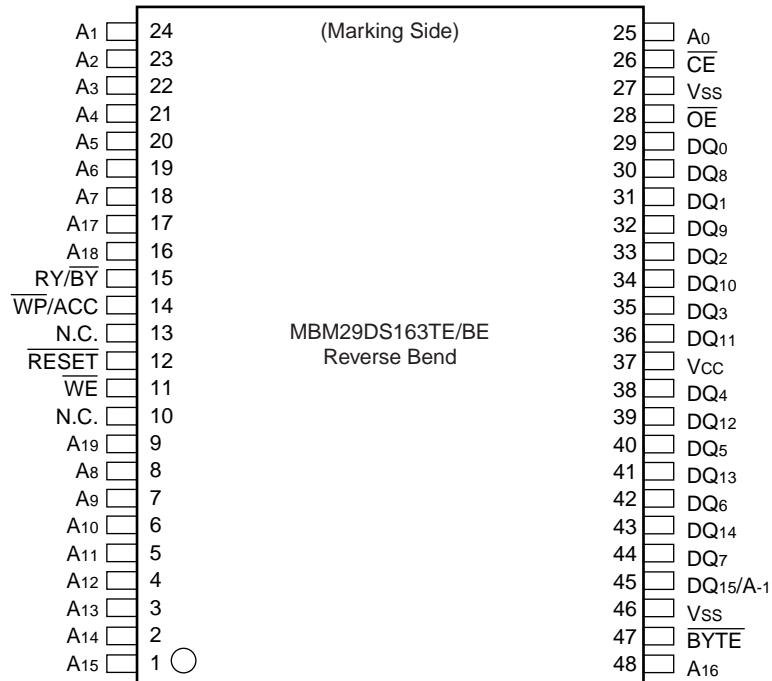 A1 24 (Marking Side) 25 A0
A2 23 26 CE
A3 22 27 VSS
A4 21 28 OE
A5 20 29 DQ0
A6 19 30 DQ8
A7 18 31 DQ1
A17 17 32 DQ9
A18 16 33 DQ2
RY/BY 15 34 DQ10
WP/ACC 14 35 DQ3
N.C. 13 MBM29DS163TE/BE 36 DQ11
RESET 12 Reverse Bend 37 VCC
WE 11 38 DQ4
N.C. 10 39 DQ12
A19 9 40 DQ5
A8 8 41 DQ13
A9 7 42 DQ6
A10 6 43 DQ14
A11 5 44 DQ7
A12 4 45 DQ15/A-1
A13 3 46 VSS
A14 2 47 BYTE
A15 1 48 A16